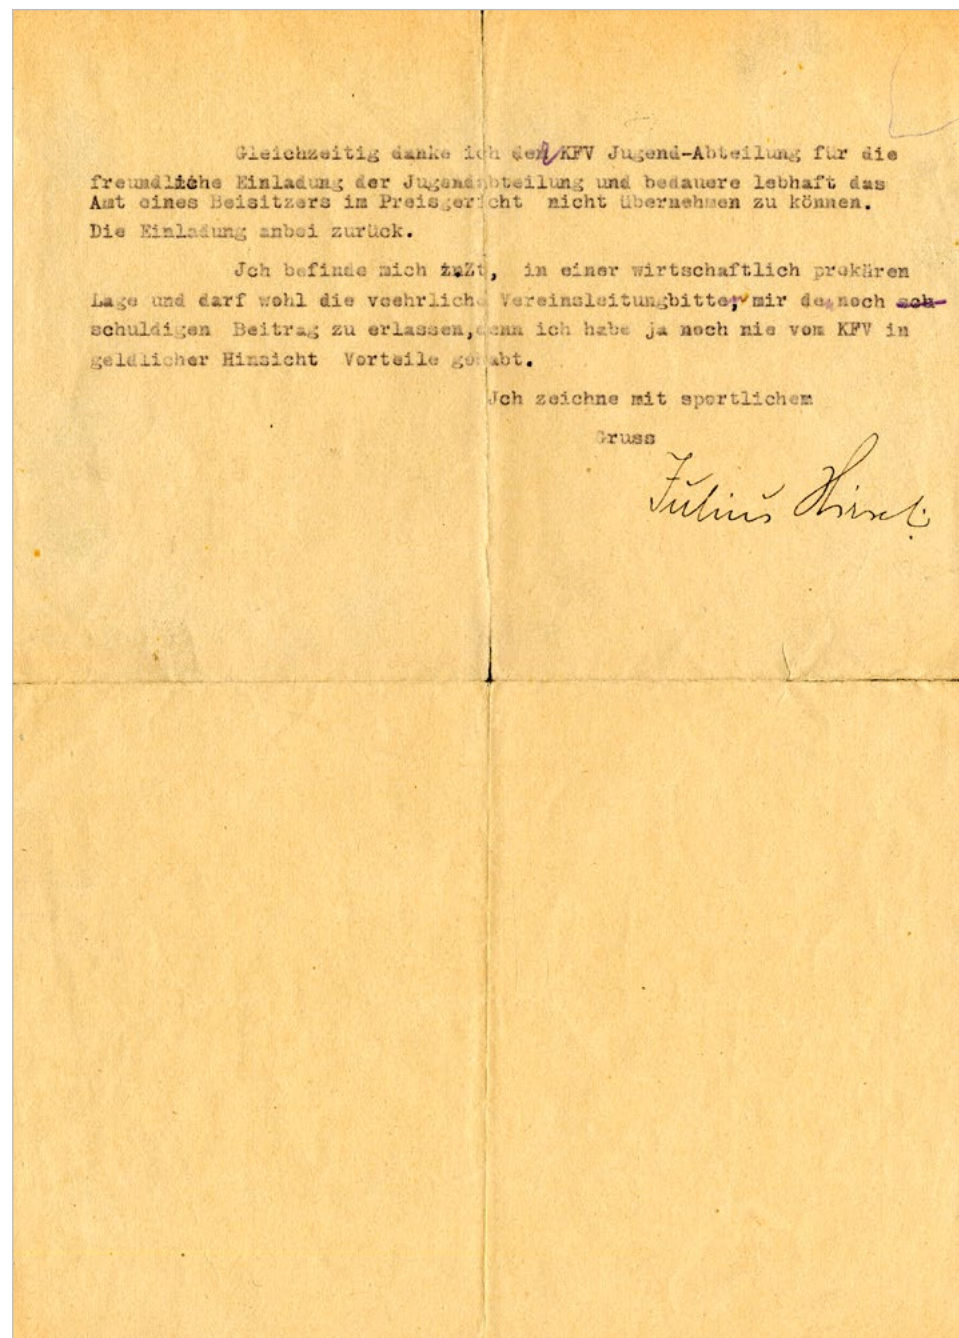 Gleichzeitig danke ich der KFV Jugend-Abteilung für die
freundliche Einladung der Jugendabteilung und bedauere lebhaft das
Amt eines Beisitzers im Preisgericht nicht übernehmen zu können.
Die Einladung anbei zurück.
Jch befinde mich z.Zt, in einer wirtschaftlich prekären
Lage und darf wohl die veehrliche Vereinsleitungbitten, mir den noch sch-
schuldigen Beitrag zu erlassen, denn ich habe ja noch nie vom KFV in
geldlicher Hinsicht Vorteile gehabt.
Jch zeichne mit sportlichem
Gruss
Julius Hirsch.